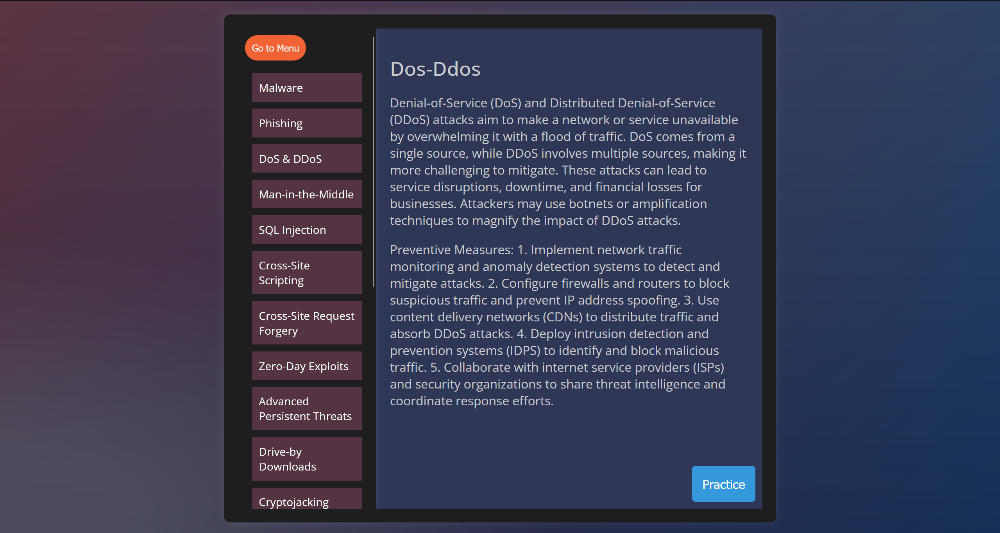 Go to Menu
Malware
Phishing
DoS & DDoS
Man-in-the-Middle
SQL Injection
Cross-Site
Scripting
Cross-Site Request
Forgery
Zero-Day Exploits
Advanced
Persistent Threats
Drive-by
Downloads
Cryptojacking
Dos-Ddos
Denial-of-Service (DoS) and Distributed Denial-of-Service
(DDoS) attacks aim to make a network or service unavailable
by overwhelming it with a flood of traffic. DoS comes from a
single source, while DDoS involves multiple sources, making it
more challenging to mitigate. These attacks can lead to
service disruptions, downtime, and financial losses for
businesses. Attackers may use botnets or amplification
techniques to magnify the impact of DDoS attacks.
Preventive Measures: 1. Implement network traffic
monitoring and anomaly detection systems to detect and
mitigate attacks. 2. Configure firewalls and routers to block
suspicious traffic and prevent IP address spoofing. 3. Use
content delivery networks (CDNs) to distribute traffic and
absorb DDoS attacks. 4. Deploy intrusion detection and
prevention systems (IDPS) to identify and block malicious
traffic. 5. Collaborate with internet service providers (ISPs)
and security organizations to share threat intelligence and
coordinate response efforts.
Practice